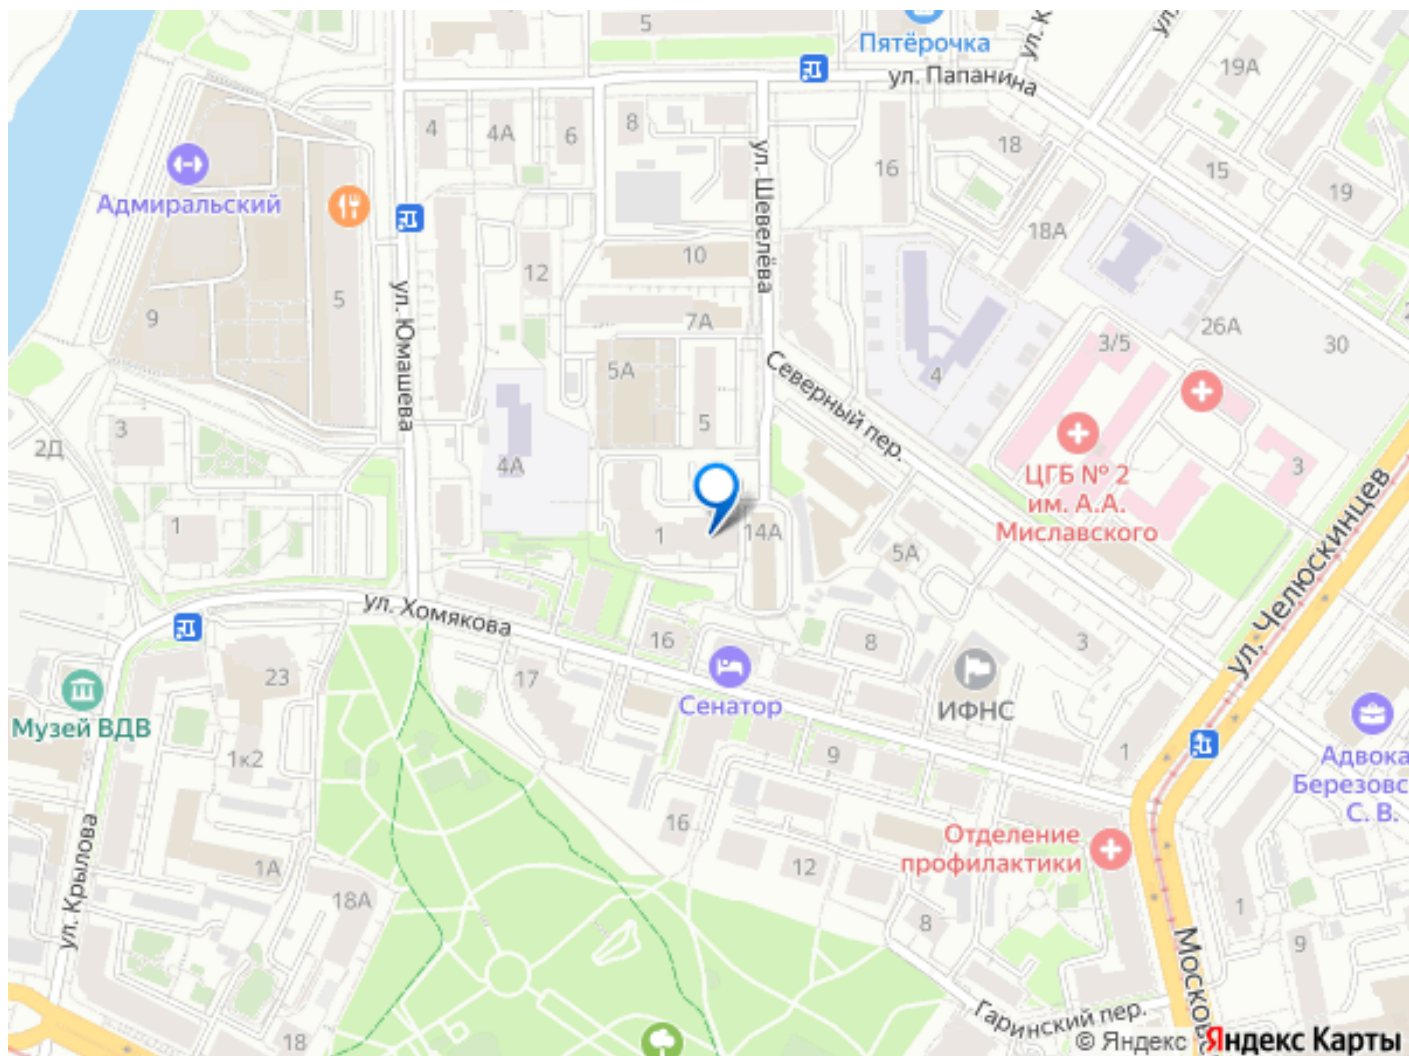 5
Пятёрочка
ул. К
ул.
ул. Папанина
19А
4
4А
6
8
16
18
15
19
Адмиральский
ул. Шевелёва
18А
10
12
5
9
ул. Юмашева
7А
26А
30
3/5
5А
4
Северный пер.
5
3
2Д
4А
ЦГБ № 2
им. А.А.
Миславского
3
1
1
14А
5А
ул. Челюскинцев
ул. Хомякова
16
8
3
23
17
Сенатор
ИФНС
Музей ВДВ
1к2
9
1
Адвока
Березовс
С. В.
16
Отделение
профилактики
12
ул. Крылова
1А
18А
8
1
9
Москов
Гаринский пер.
18
© Яндекс Яндекс Карты